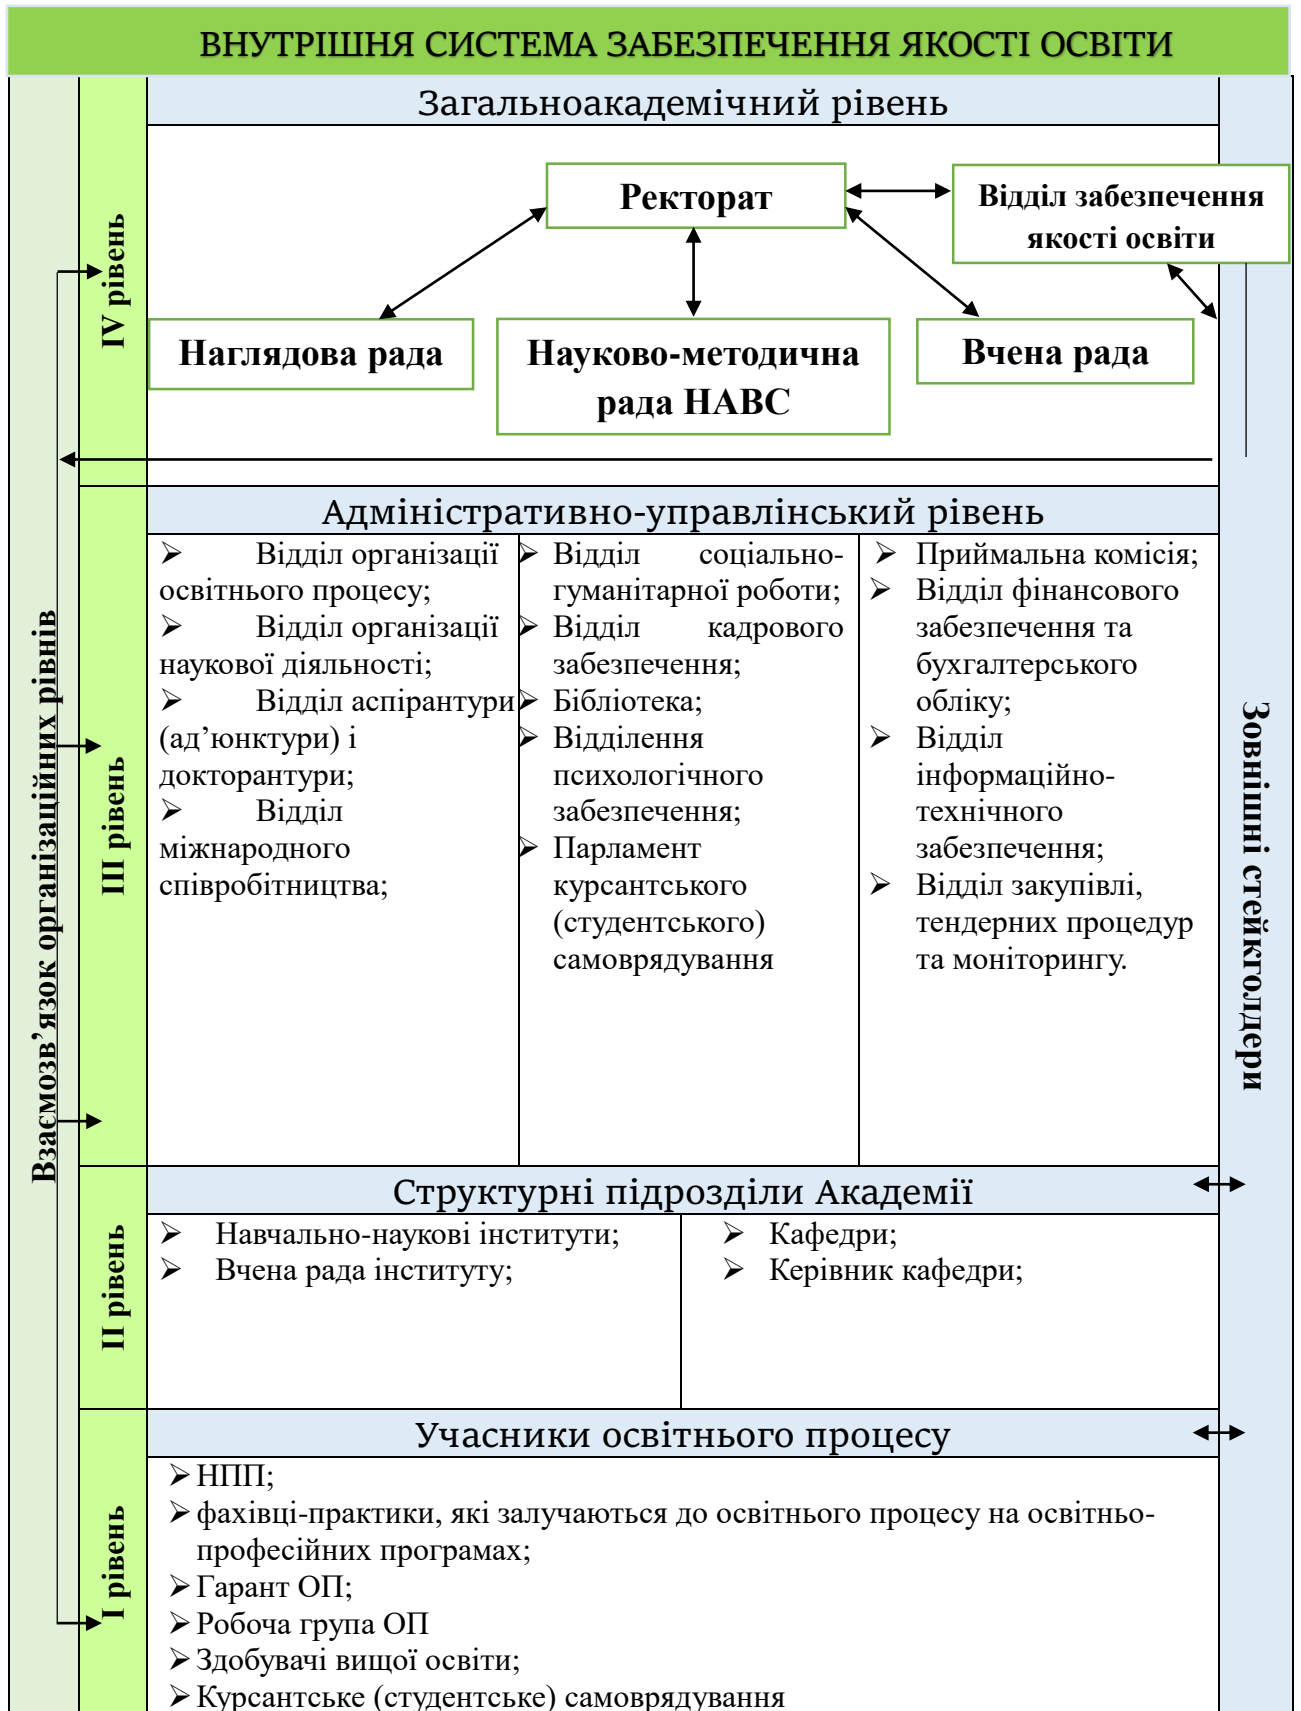 ВНУТРІШНЯ СИСТЕМА ЗАБЕЗПЕЧЕННЯ ЯКОСТІ ОСВІТИ
Взаємозв’язок організаційних рівнів
IV рівень
Загальноакадемічний рівень
Ректорат
Відділ забезпечення
якості освіти
Наглядова рада
Науково-методична
рада НАВС
Вчена рада
III рівень
Адміністративно-управлінський рівень
➢ Відділ організації
освітнього процесу;
➢ Відділ організації
наукової діяльності;
➢ Відділ аспірантури
(ад’юнктури) і
докторантури;
➢ Відділ
міжнародного
співробітництва;
➢ Відділ соціально-
гуманітарної роботи;
➢ Відділ кадрового
забезпечення;
➢ Бібліотека;
➢ Відділення
психологічного
забезпечення;
➢ Парламент
курсантського
(студентського)
самоврядування
➢ Приймальна комісія;
➢ Відділ фінансового
забезпечення та
бухгалтерського
обліку;
➢ Відділ
інформаційно-
технічного
забезпечення;
➢ Відділ закупівлі,
тендерних процедур
та моніторингу.
Зовнішні стейкголдери
II рівень
Структурні підрозділи Академії
➢ Навчально-наукові інститути;
➢ Вчена рада інституту;
➢ Кафедри;
➢ Керівник кафедри;
I рівень
Учасники освітнього процесу
➢ НПП;
➢ фахівці-практики, які залучаються до освітнього процесу на освітньо-
професійних програмах;
➢ Гарант ОП;
➢ Робоча група ОП
➢ Здобувачі вищої освіти;
➢ Курсантське (студентське) самоврядування